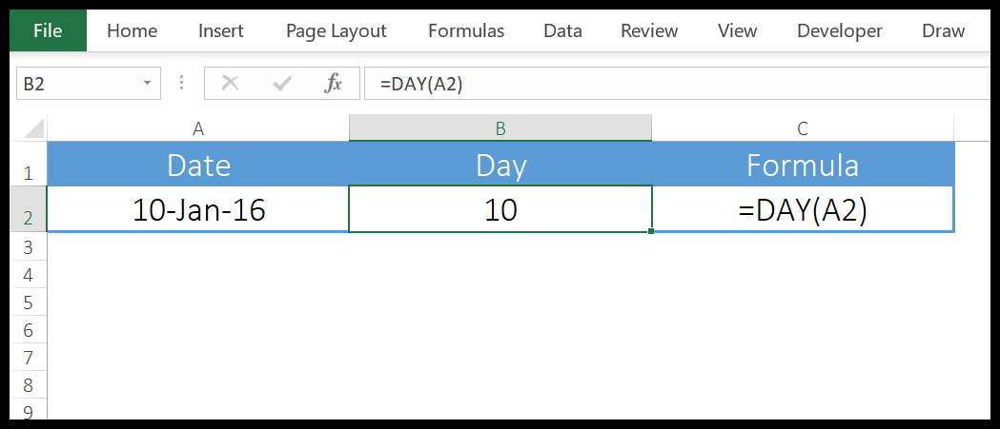 File Home Insert Page Layout Formulas Data Review View Developer Draw
B2 fx =DAY(A2)
A B C
1 Date Day Formula
2 10-Jan-16 10 =DAY(A2)
3
4
5
6
7
8
9